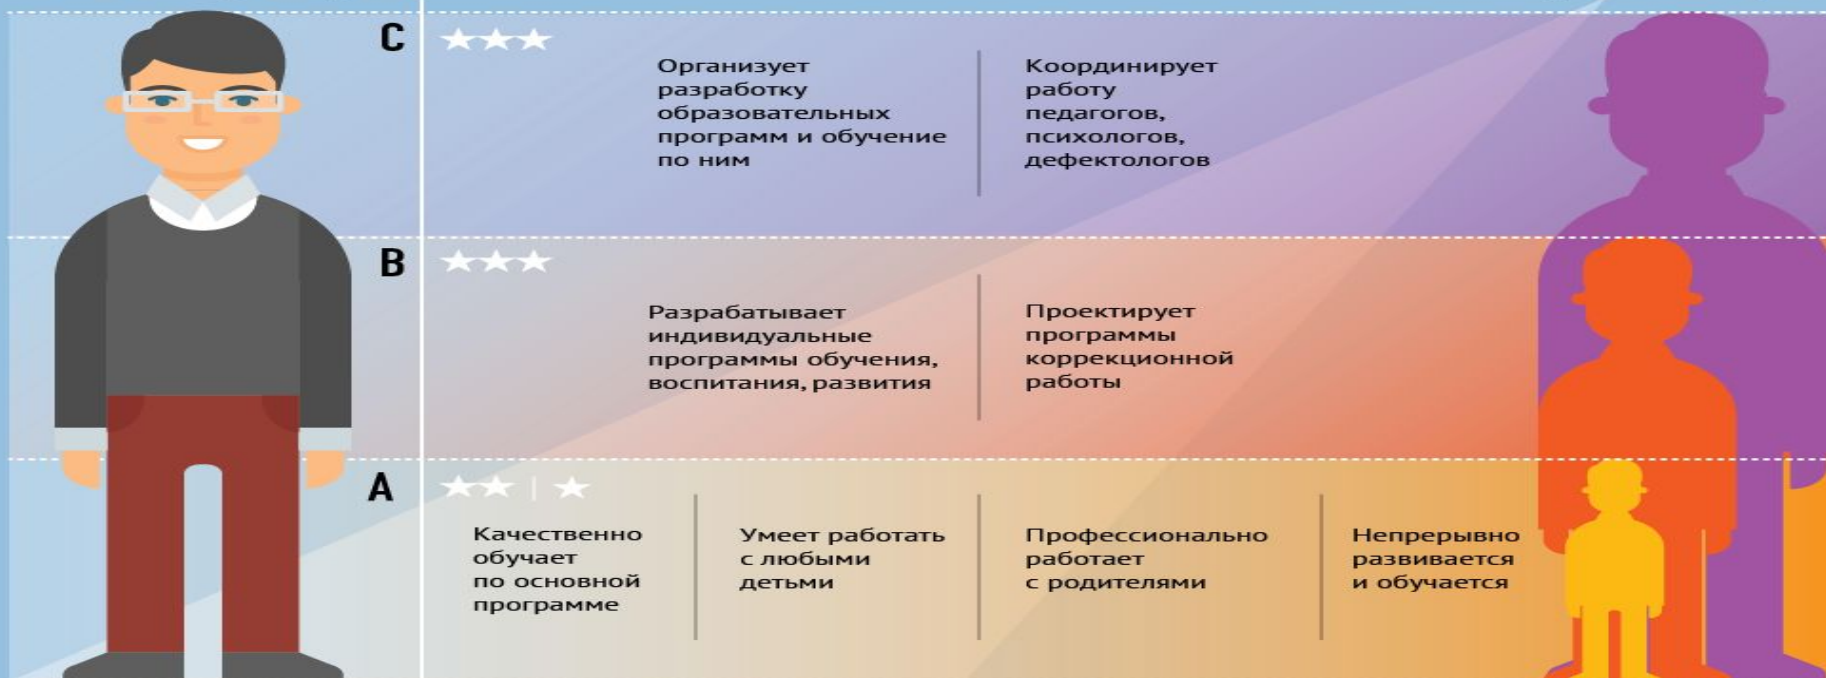 C
Организует
разработку
образовательных
программ и обучение
по ним
Координирует
работу
педагогов,
психологов,
дефектологов
B
Разрабатывает
индивидуальные
программы обучения,
воспитания, развития
Проектирует
программы
коррекционной
работы
A
Качественно
обучает
по основной
программе
Умеет работать
с любыми
детьми
Профессионально
работает
с родителями
Непрерывно
развивается
и обучается